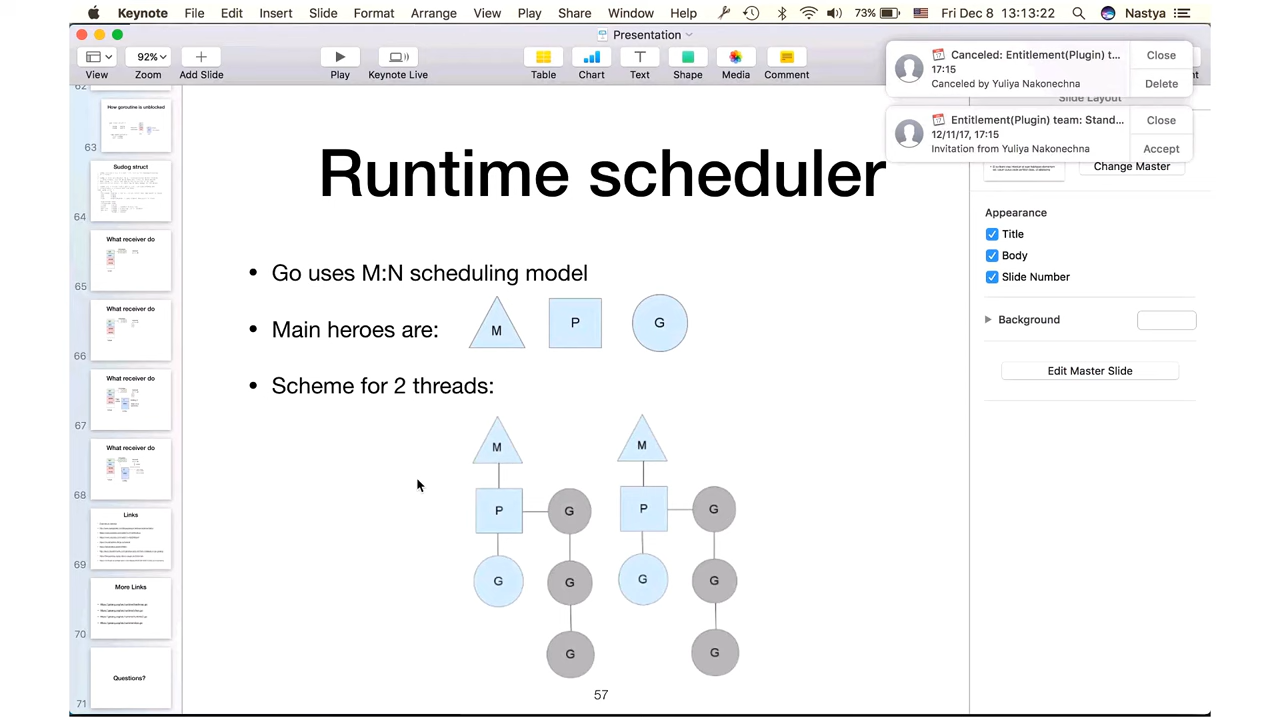 Keynote File Edit Insert Slide Format Arrange View Play Share Window Help 73% Fri Dec 8 13:13:22 Nastya
Presentation
92%
View Zoom Add Slide Play Keynote Live Table Chart Text Shape Media Comment
Canceled: Entitlement(Plugin) t...
17:15
Canceled by Yuliya Nakonechna
Close
Delete
Slide Layout
Entitlement(Plugin) team: Stand...
12/11/17, 17:15
Invitation from Yuliya Nakonechna
Close
Accept
Change Master
Appearance
Title
Body
Slide Number
Background
Edit Master Slide
62
How goroutine is unblocked
63
Sudog struct
64
What receiver do
65
What receiver do
66
What receiver do
67
What receiver do
68
Links
69
More Links
70
Questions?
71
Runtime scheduler
• Go uses M:N scheduling model
• Main heroes are: M P G
• Scheme for 2 threads:
M M
P G P G
G G G G
G G
57